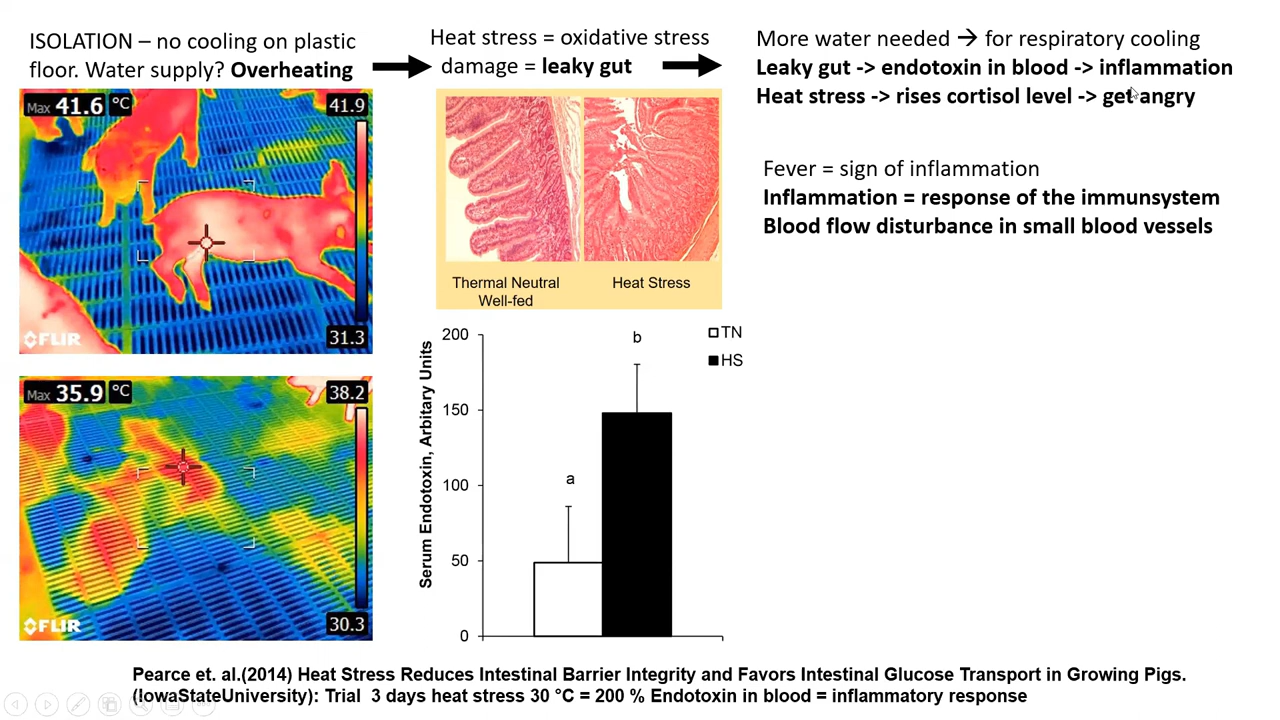 ISOLATION – no cooling on plastic
floor. Water supply? Overheating
Heat stress = oxidative stress
damage = leaky gut
More water needed → for respiratory cooling
Leaky gut -> endotoxin in blood -> inflammation
Heat stress -> rises cortisol level -> get angry
Max 41.6 °C
41.9
31.3
FLIR
Thermal Neutral
Well-fed
Heat Stress
Fever = sign of inflammation
Inflammation = response of the immunsystem
Blood flow disturbance in small blood vessels
Max 35.9 °C
38.2
30.3
FLIR
Serum Endotoxin, Arbitary Units
200
150
100
50
0
a
b
TN
HS
Pearce et. al.(2014) Heat Stress Reduces Intestinal Barrier Integrity and Favors Intestinal Glucose Transport in Growing Pigs.
(IowaStateUniversity): Trial 3 days heat stress 30 °C = 200 % Endotoxin in blood = inflammatory response